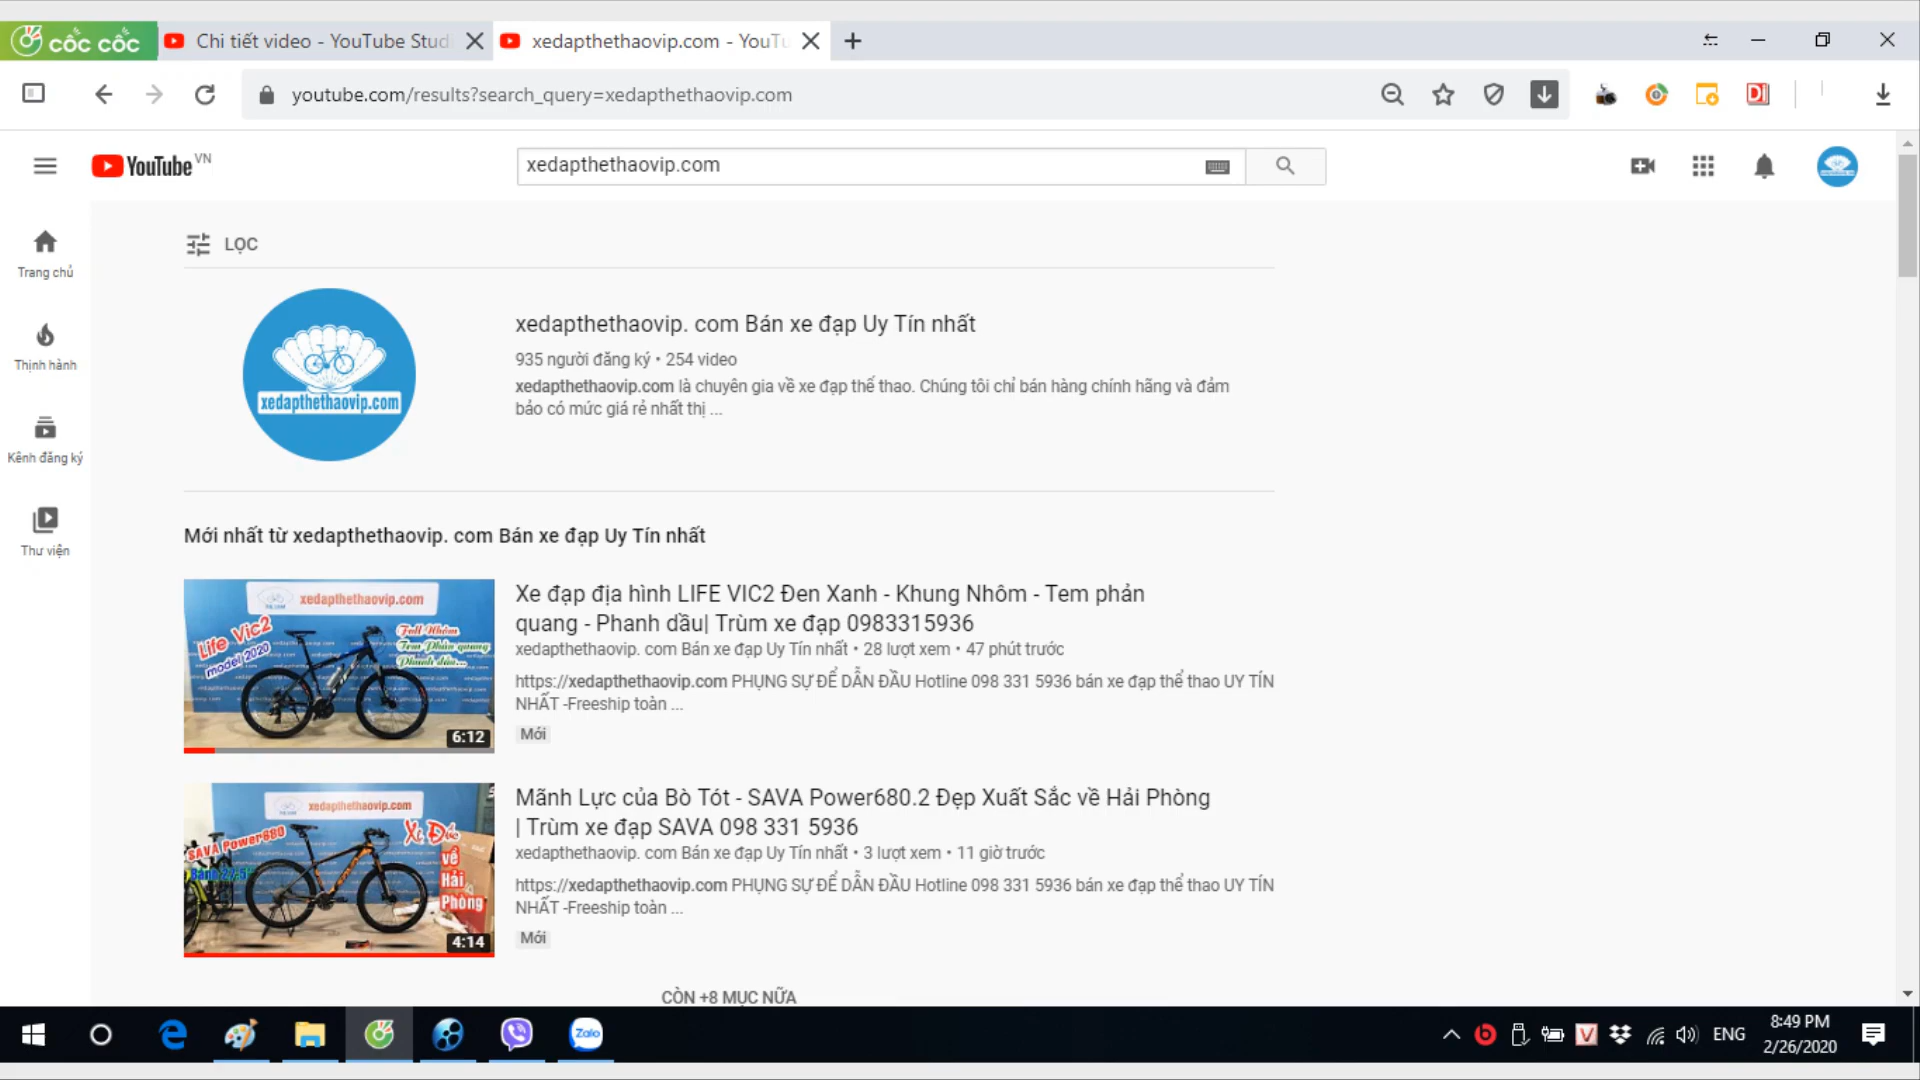 cốc cốc
Chi tiết video - YouTube Stud
xedapthethaovip.com - YouTu
youtube.com/results?search_query=xedapthethaovip.com
YouTube VN
xedapthethaovip.com
Trang chủ
Thịnh hành
Kênh đăng ký
Thư viện
LỌC
xedapthethaovip.com
xedapthethaovip. com Bán xe đạp Uy Tín nhất
935 người đăng ký • 254 video
xedapthethaovip.com là chuyên gia về xe đạp thể thao. Chúng tôi chỉ bán hàng chính hãng và đảm
bảo có mức giá rẻ nhất thị ...
Mới nhất từ xedapthethaovip. com Bán xe đạp Uy Tín nhất
xedapthethaovip.com
Life Vic2
model 2020
Full Nhôm
Tem Phản quang
Phanh dầu...
6:12
Xe đạp địa hình LIFE VIC2 Đen Xanh - Khung Nhôm - Tem phản
quang - Phanh dầu| Trùm xe đạp 0983315936
xedapthethaovip. com Bán xe đạp Uy Tín nhất • 28 lượt xem • 47 phút trước
https://xedapthethaovip.com PHỤNG SỰ ĐỂ DẪN ĐẦU Hotline 098 331 5936 bán xe đạp thể thao UY TÍN
NHẤT -Freeship toàn ...
Mới
xedapthethaovip.com
SAVA Power680
Bánh 27.5"
về
Hải
Phòng
4:14
Mãnh Lực của Bò Tót - SAVA Power680.2 Đẹp Xuất Sắc về Hải Phòng
| Trùm xe đạp SAVA 098 331 5936
xedapthethaovip. com Bán xe đạp Uy Tín nhất • 3 lượt xem • 11 giờ trước
https://xedapthethaovip.com PHỤNG SỰ ĐỂ DẪN ĐẦU Hotline 098 331 5936 bán xe đạp thể thao UY TÍN
NHẤT -Freeship toàn ...
Mới
CÒN +8 MỤC NỮA
Zalo
ENG
8:49 PM
2/26/2020